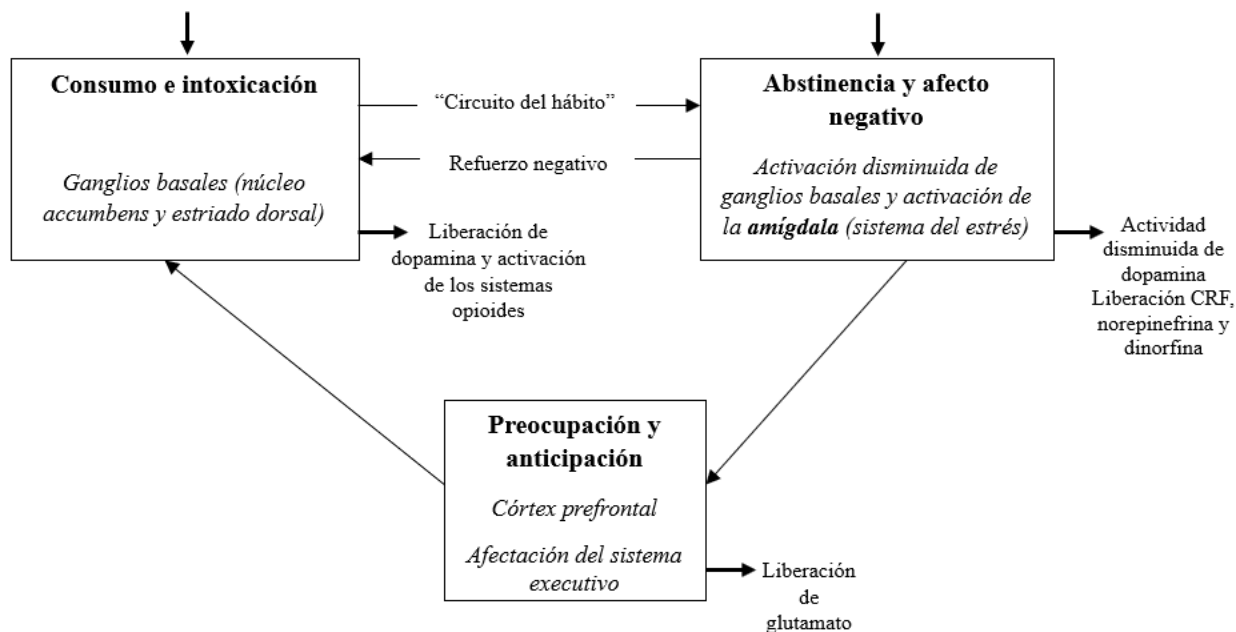 Consumo e intoxicación
Ganglios basales (núcleo
accumbens y estriado dorsal)
“Circuito del hábito”
Refuerzo negativo
Liberación de
dopamina y activación
de los sistemas
opioides
Abstinencia y afecto
negativo
Activación disminuida de
ganglios basales y activación de
la amígdala (sistema del estrés)
Actividad
disminuida de
dopamina
Liberación CRF,
norepinefrina y
dinorfína
Preocupación y
anticipación
Córtex prefrontal
Afectación del sistema
executivo
Liberación
de
glutamato